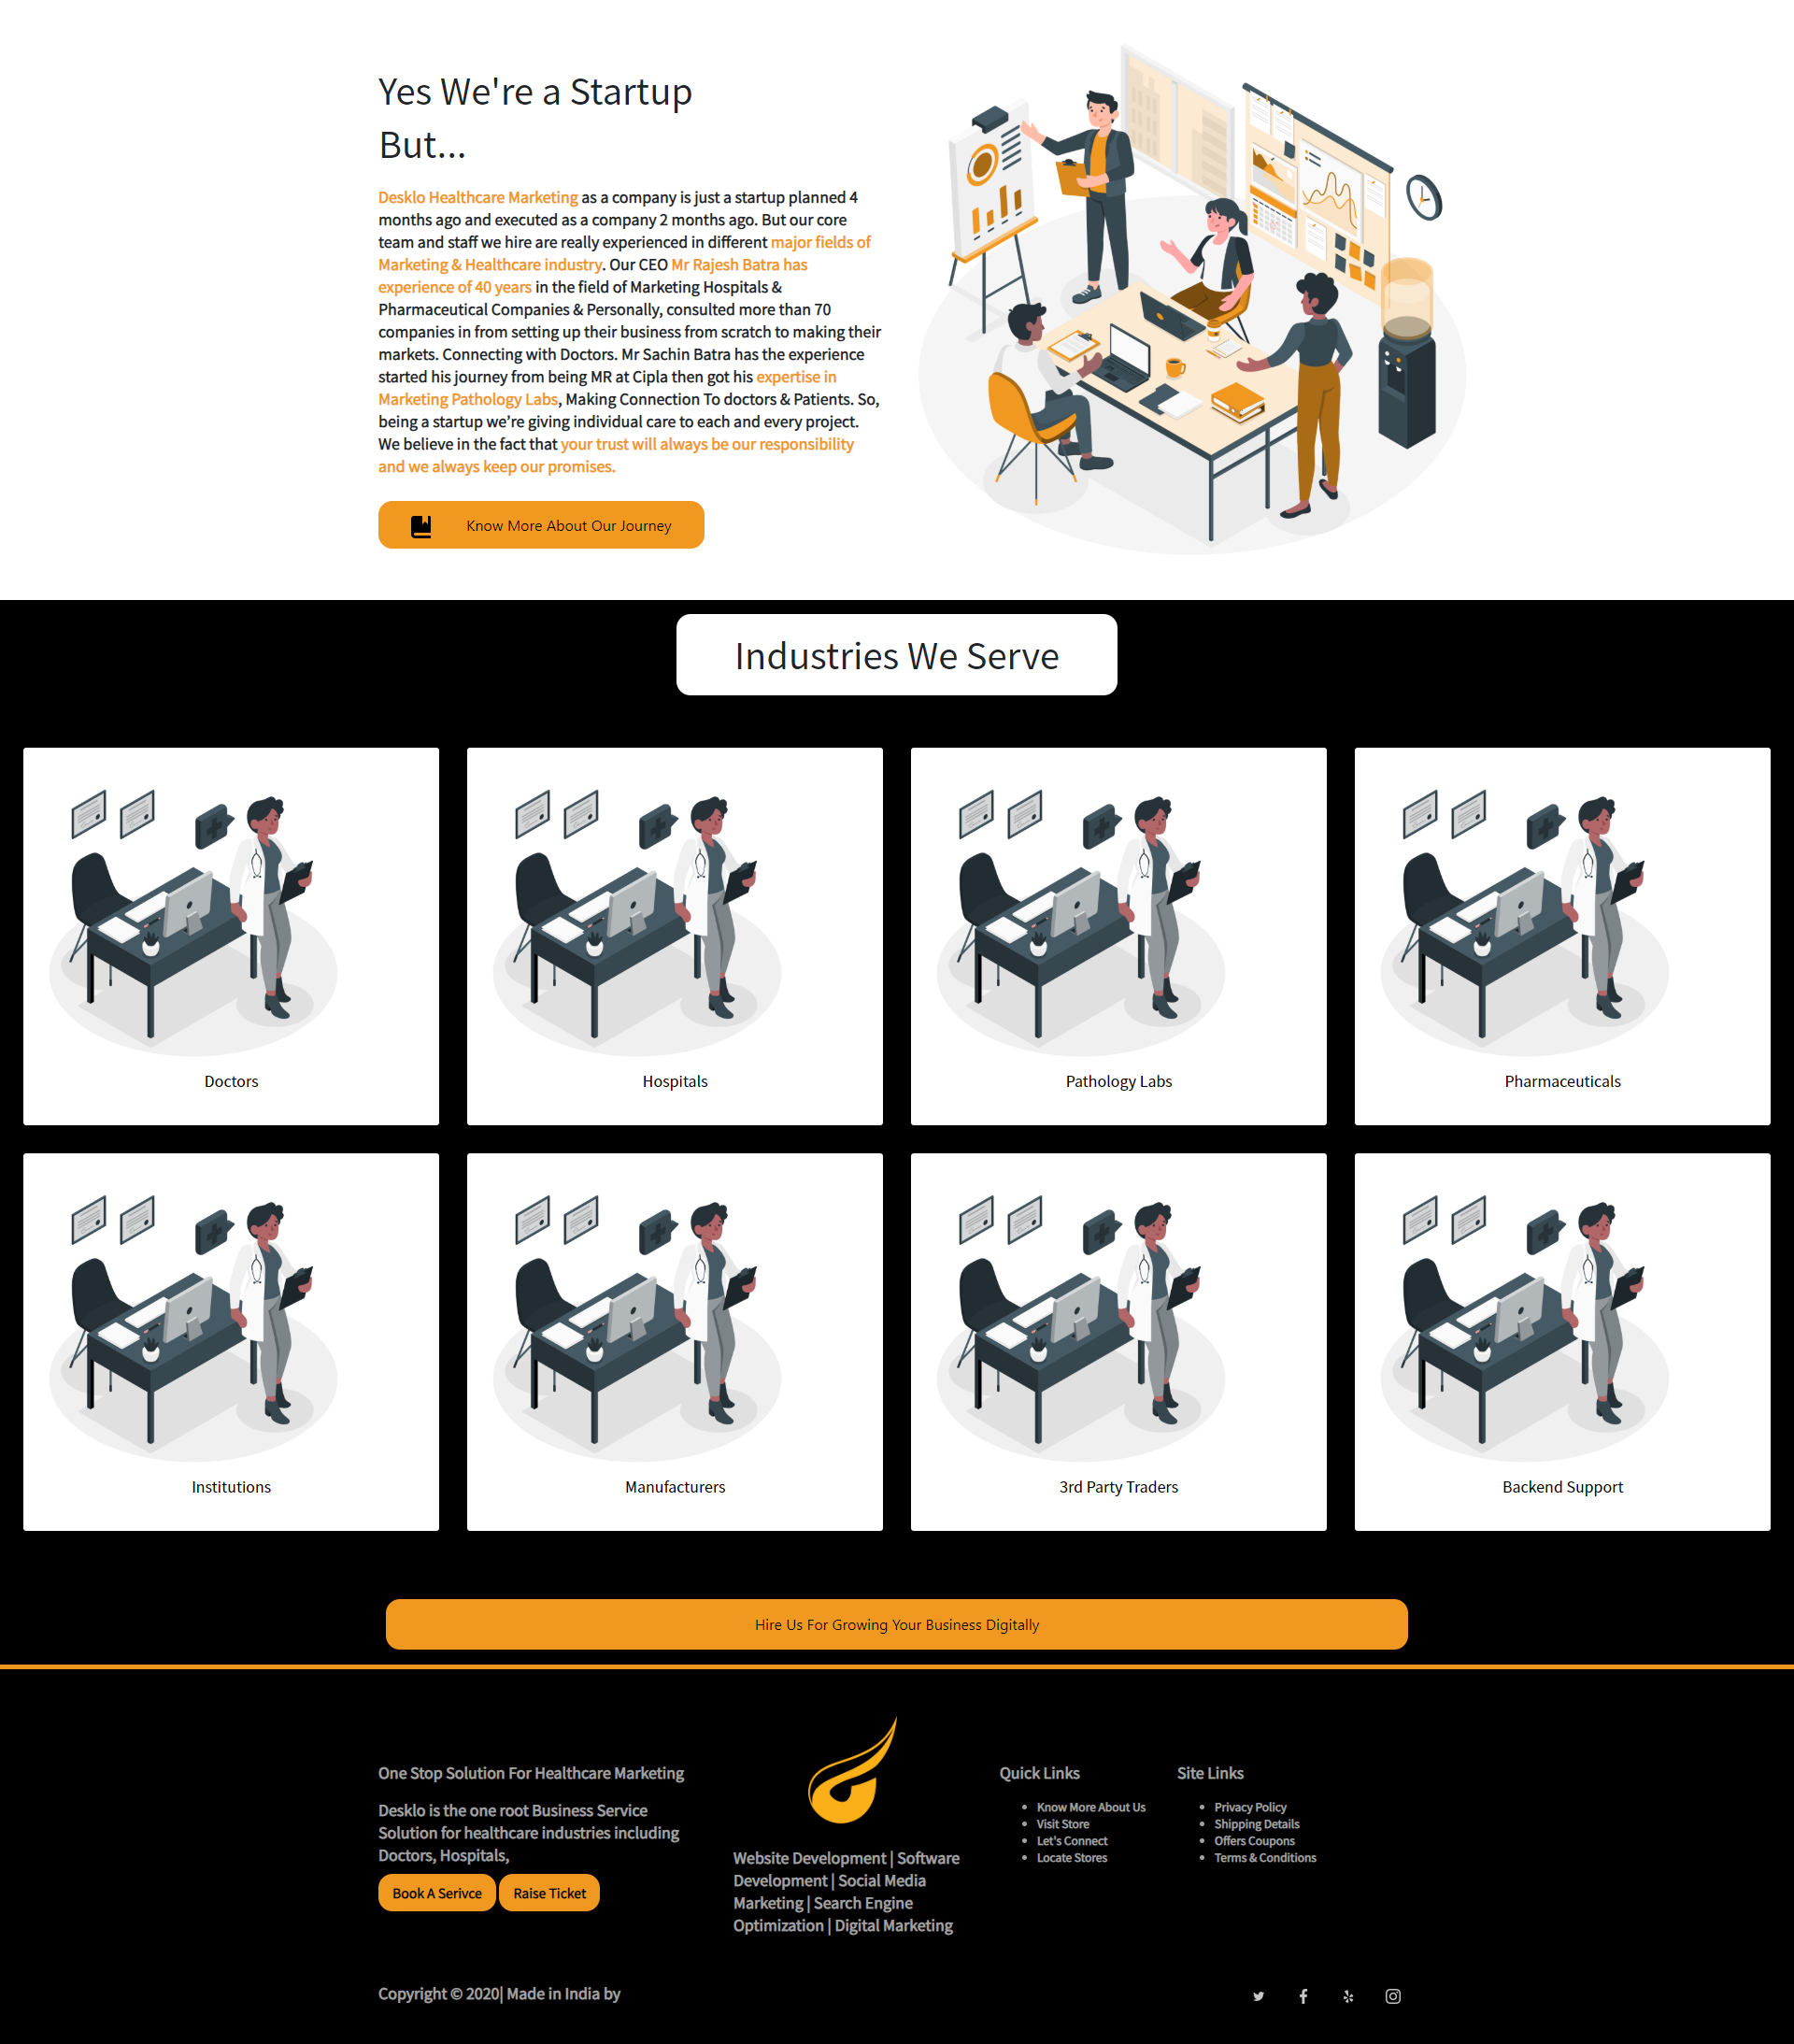 Yes We're a Startup
But...
Desklo Healthcare Marketing as a company is just a startup planned 4
months ago and executed as a company 2 months ago. But our core
team and staff we hire are really experienced in different major fields of
Marketing & Healthcare industry. Our CEO Mr Rajesh Batra has
experience of 40 years in the field of Marketing Hospitals &
Pharmaceutical Companies & Personally, consulted more than 70
companies in from setting up their business from scratch to making their
markets. Connecting with Doctors. Mr Sachin Batra has the experience
started his journey from being MR at Cipla then got his expertise in
Marketing Pathology Labs, Making Connection To doctors & Patients. So,
being a startup we’re giving individual care to each and every project.
We believe in the fact that your trust will always be our responsibility
and we always keep our promises.
Know More About Our Journey
Industries We Serve
Doctors
Hospitals
Pathology Labs
Pharmaceuticals
Institutions
Manufacturers
3rd Party Traders
Backend Support
Hire Us For Growing Your Business Digitally
One Stop Solution For Healthcare Marketing
Desklo is the one root Business Service
Solution for healthcare industries including
Doctors, Hospitals,
Book A Serivce
Raise Ticket
Website Development | Software
Development | Social Media
Marketing | Search Engine
Optimization | Digital Marketing
Quick Links
Know More About Us
Visit Store
Let's Connect
Locate Stores
Site Links
Privacy Policy
Shipping Details
Offers Coupons
Terms & Conditions
Copyright © 2020| Made in India by